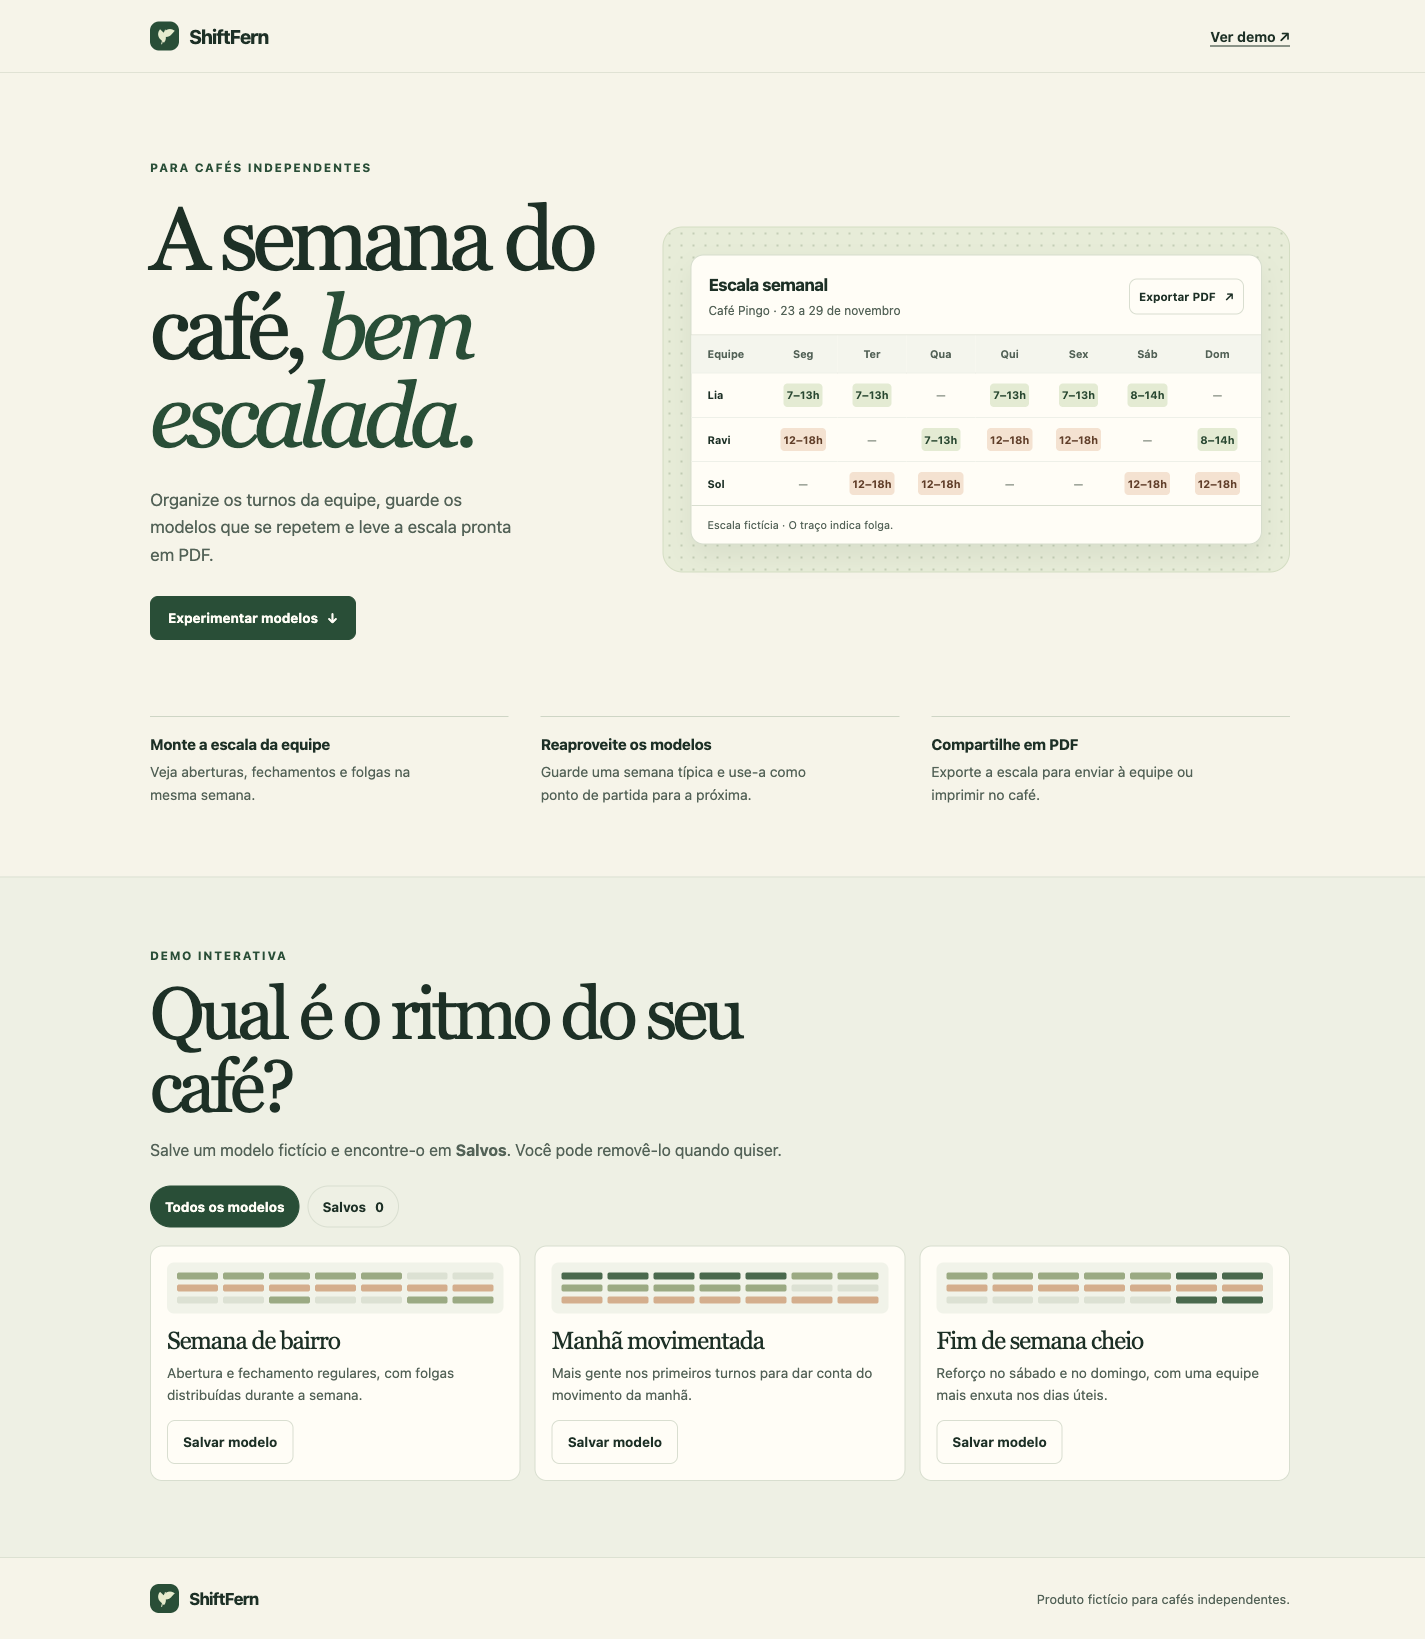 ShiftFern
Ver demo ↗
PARA CAFÉS INDEPENDENTES
A semana do
café, bem
escalada.
Organize os turnos da equipe, guarde os
modelos que se repetem e leve a escala pronta
em PDF.
Experimentar modelos ↓
Escala semanal
Café Pingo · 23 a 29 de novembro
Exportar PDF ↗
Equipe Seg Ter Qua Qui Sex Sáb Dom
Lia 7–13h 7–13h — 7–13h 7–13h 8–14h —
Ravi 12–18h — 7–13h 12–18h 12–18h — 8–14h
Sol — 12–18h 12–18h — — 12–18h 12–18h
Escala fictícia · O traço indica folga.
Monte a escala da equipe
Veja aberturas, fechamentos e folgas na
mesma semana.
Reaproveite os modelos
Guarde uma semana típica e use-a como
ponto de partida para a próxima.
Compartilhe em PDF
Exporte a escala para enviar à equipe ou
imprimir no café.
DEMO INTERATIVA
Qual é o ritmo do seu
café?
Salve um modelo fictício e encontre-o em Salvos. Você pode removê-lo quando quiser.
Todos os modelos
Salvos 0
Semana de bairro
Abertura e fechamento regulares, com folgas
distribuídas durante a semana.
Salvar modelo
Manhã movimentada
Mais gente nos primeiros turnos para dar conta do
movimento da manhã.
Salvar modelo
Fim de semana cheio
Reforço no sábado e no domingo, com uma equipe
mais enxuta nos dias úteis.
Salvar modelo
ShiftFern
Produto fictício para cafés independentes.